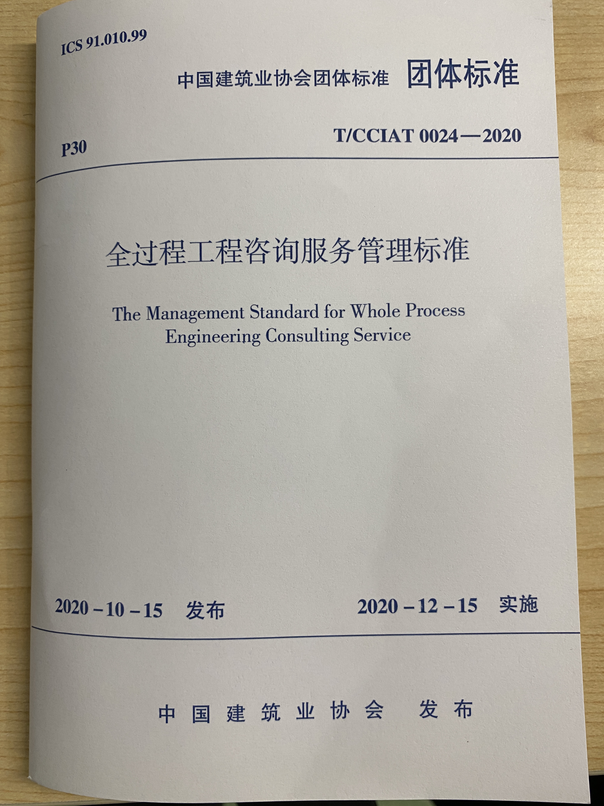 ICS 91.010.99
中国建筑业协会团体标准 团体标准
P30
T/CCIAT 0024—2020
全过程工程咨询服务管理标准
The Management Standard for Whole Process
Engineering Consulting Service
2020-10-15 发布
2020-12-15 实施
中国建筑业协会 发布